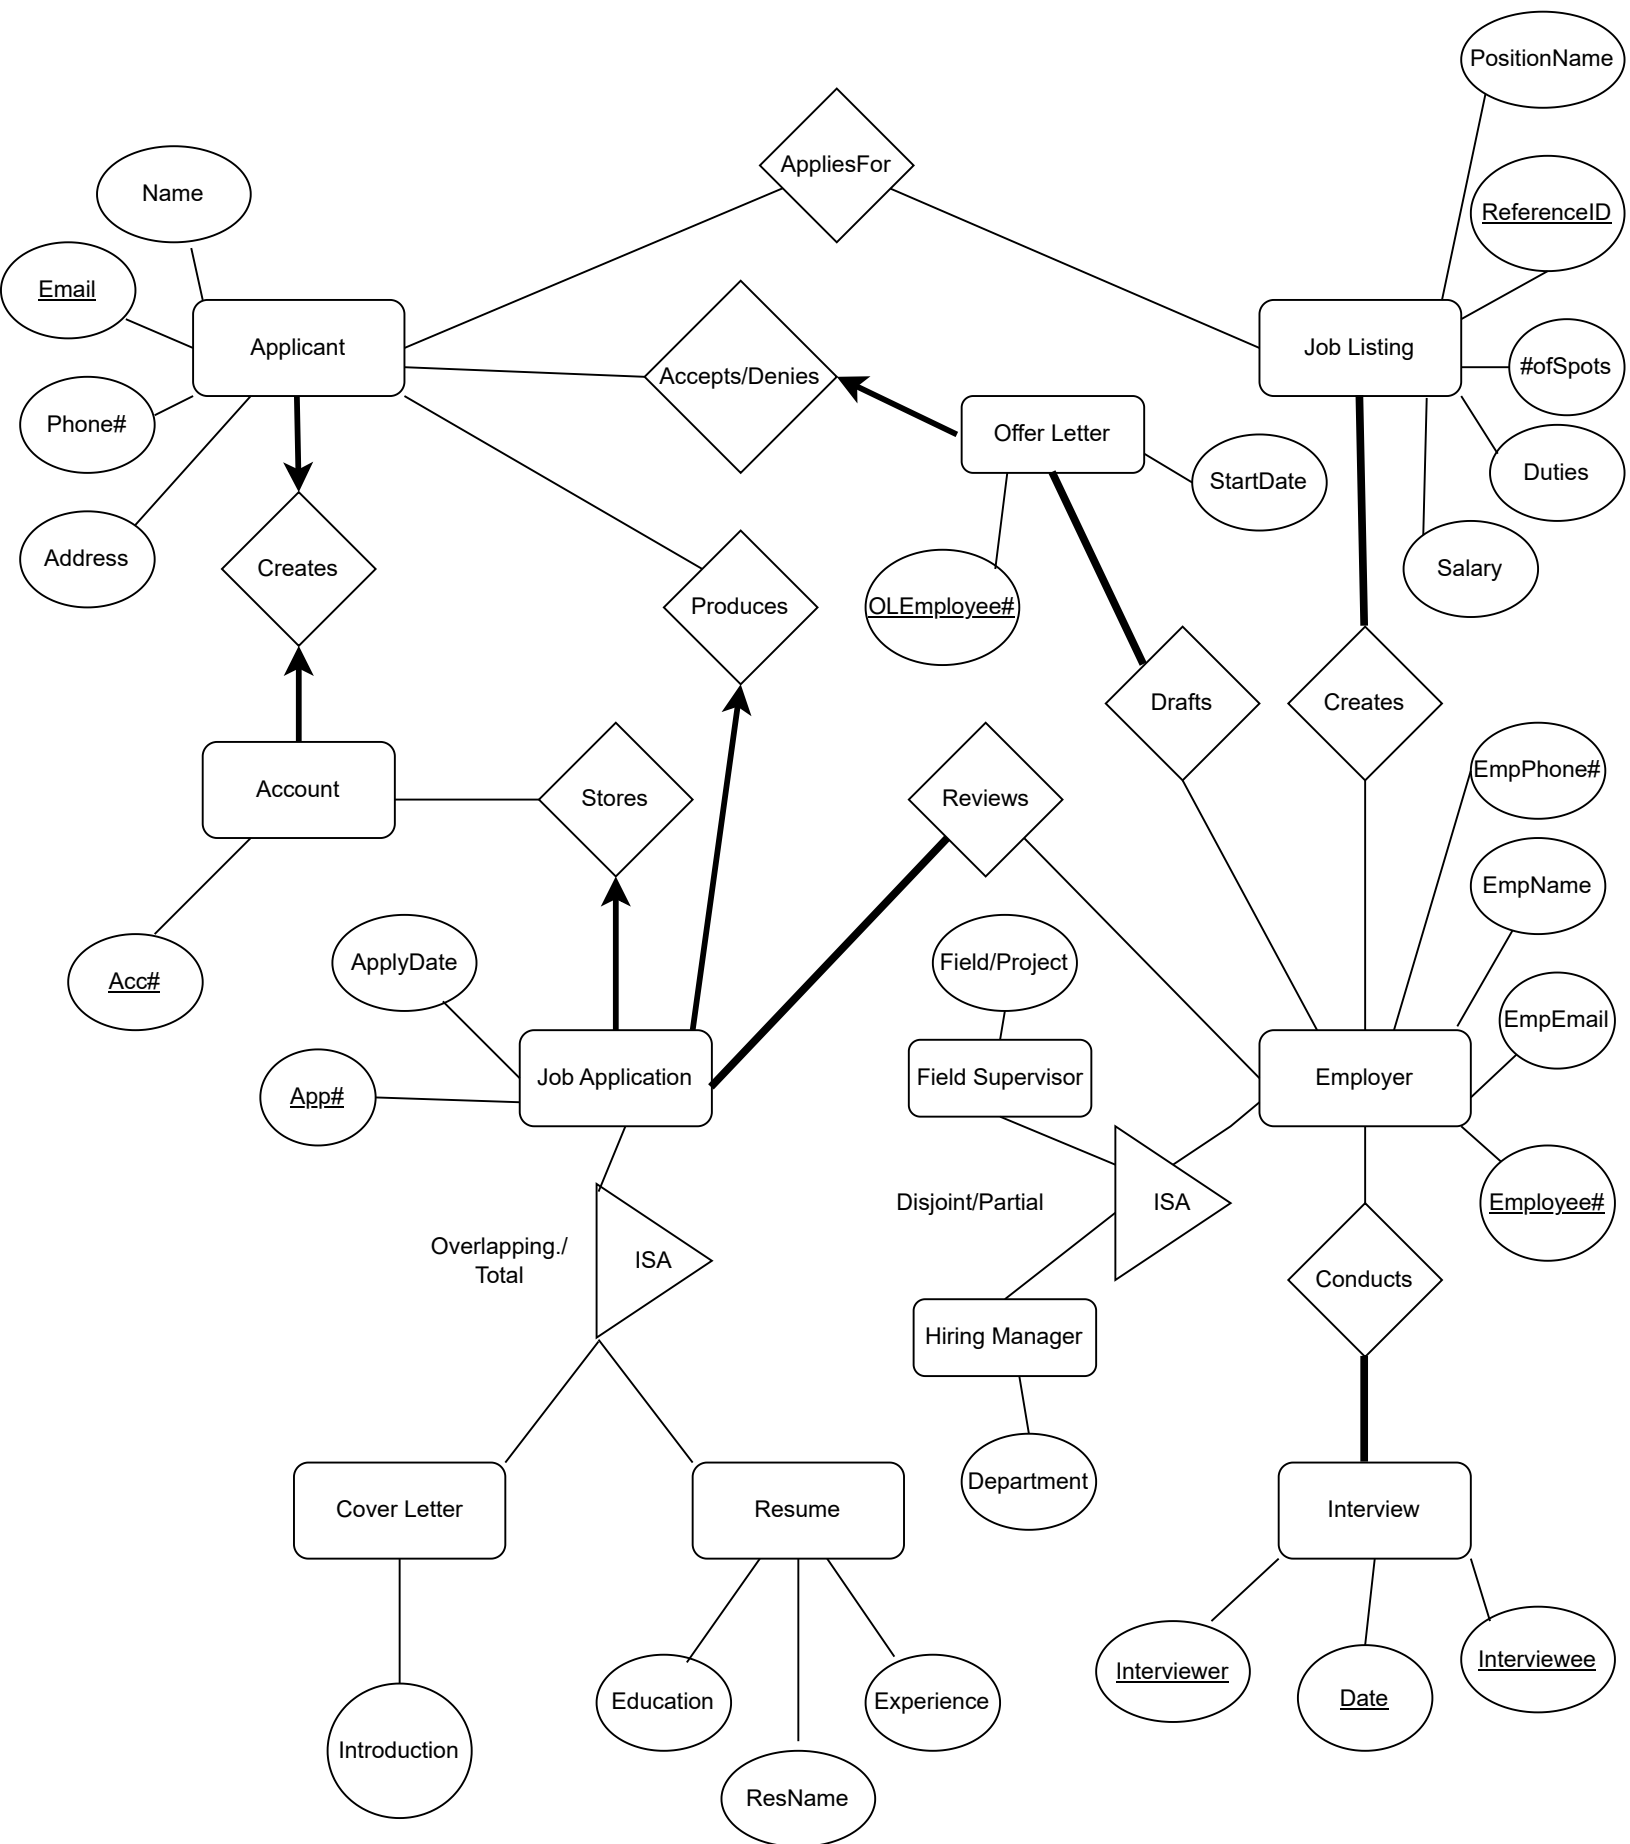 PositionName
AppliesFor
Name
ReferenceID
Email
Applicant
Job Listing
#ofSpots
Accepts/Denies
Phone#
Offer Letter
Duties
StartDate
Address
Creates
Salary
Produces
OLEmployee#
Drafts
Creates
EmpPhone#
Account
Stores
Reviews
EmpName
ApplyDate
Field/Project
Acc#
EmpEmail
Job Application
Field Supervisor
Employer
App#
Disjoint/Partial
ISA
Employee#
Overlapping./
Total
ISA
Conducts
Hiring Manager
Department
Cover Letter
Resume
Interview
Interviewer
Interviewee
Date
Education
Experience
Introduction
ResName